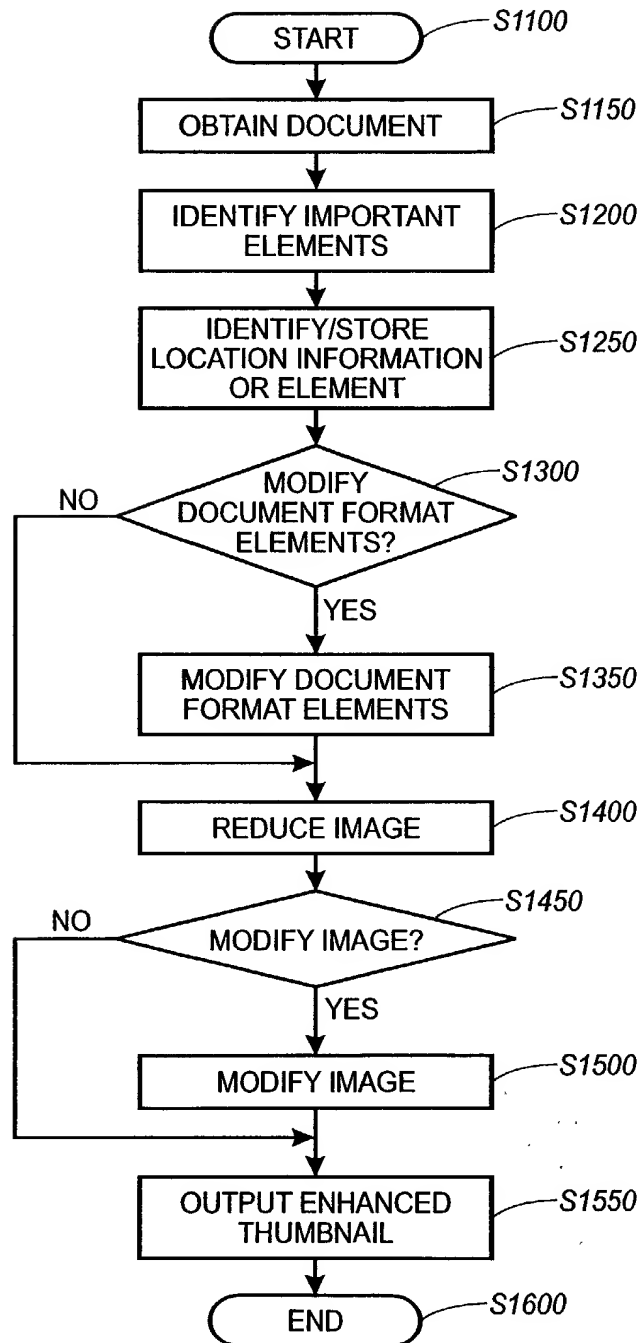 START
S1100
OBTAIN DOCUMENT
S1150
IDENTIFY IMPORTANT
ELEMENTS
S1200
IDENTIFY/STORE
LOCATION INFORMATION
OR ELEMENT
S1250
MODIFY
DOCUMENT FORMAT
ELEMENTS?
S1300
NO
YES
MODIFY DOCUMENT
FORMAT ELEMENTS
S1350
REDUCE IMAGE
S1400
MODIFY IMAGE?
S1450
NO
YES
MODIFY IMAGE
S1500
OUTPUT ENHANCED
THUMBNAIL
S1550
END
S1600